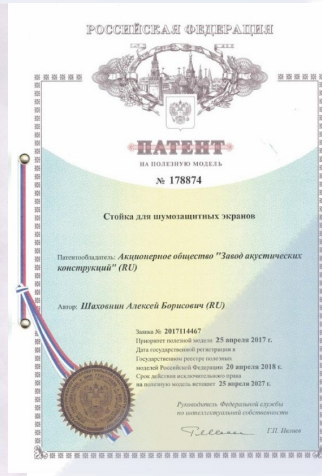 РОССИЙСКАЯ ФЕДЕРАЦИЯ
ПАТЕНТ
НА ПОЛЕЗНУЮ МОДЕЛЬ
№ 178874
Стойка для шумозащитных экранов
Патентообладатель: Акционерное общество "Завод акустических
конструкций" (RU)
Автор: Шаховнин Алексей Борисович (RU)
Заявка № 2017114467
Приоритет полезной модели 25 апреля 2017 г.
Дата государственной регистрации в
Государственном реестре полезных
моделей Российской Федерации 20 апреля 2018 г.
Срок действия исключительного права
на полезную модель истекает 25 апреля 2027 г.
Руководитель Федеральной службы
по интеллектуальной собственности
Г.П. Ивлиев